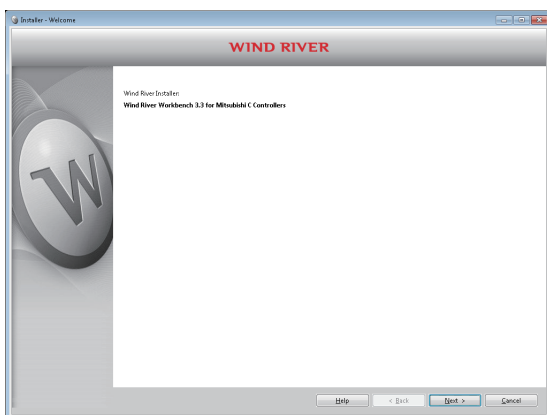 Installer - Welcome
WIND RIVER
Wind River Installer:
Wind River Workbench 3.3 for Mitsubishi C Controllers
W
Help
< Back
Next >
Cancel